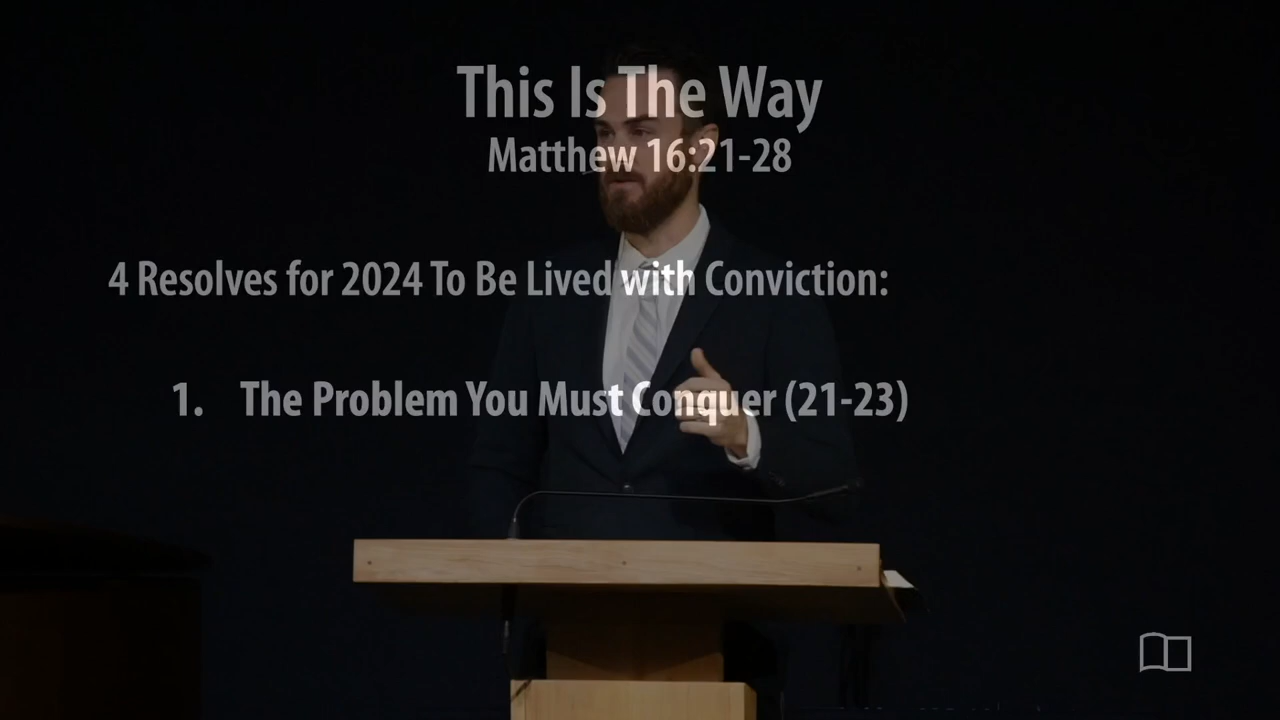 This Is The Way
Matthew 16:21-28
4 Resolves for 2024 To Be Lived with Conviction:
1. The Problem You Must Conquer (21-23)